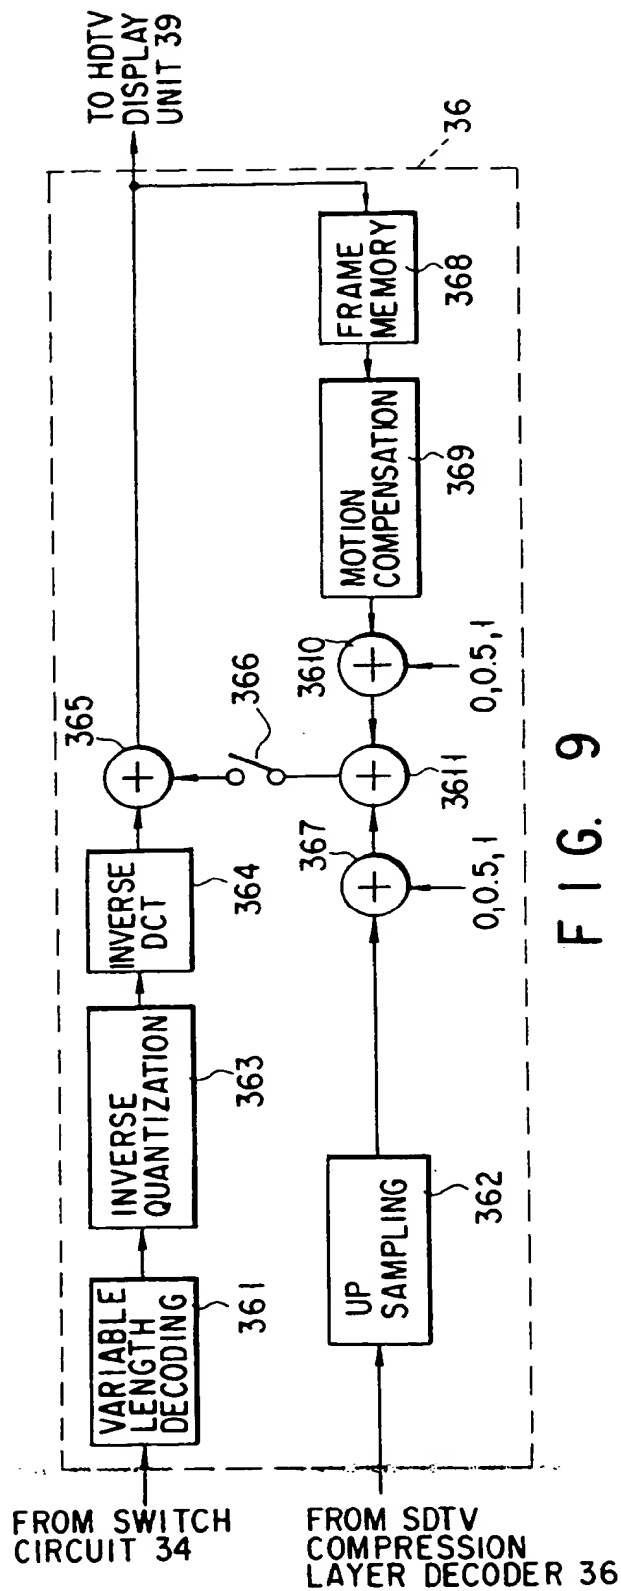 FROM SWITCH
CIRCUIT 34
VARIABLE
LENGTH
DECODING
361
INVERSE
QUANTIZATION
363
INVERSE
DCT
364
365
TO HDTV
DISPLAY
UNIT 39
36
366
FROM SDTV
COMPRESSION
LAYER DECODER 36
UP
SAMPLING
362
367
0,0.5,1
3611
3610
0,0.5,1
MOTION
COMPENSATION
369
FRAME
MEMORY
368
FIG. 9